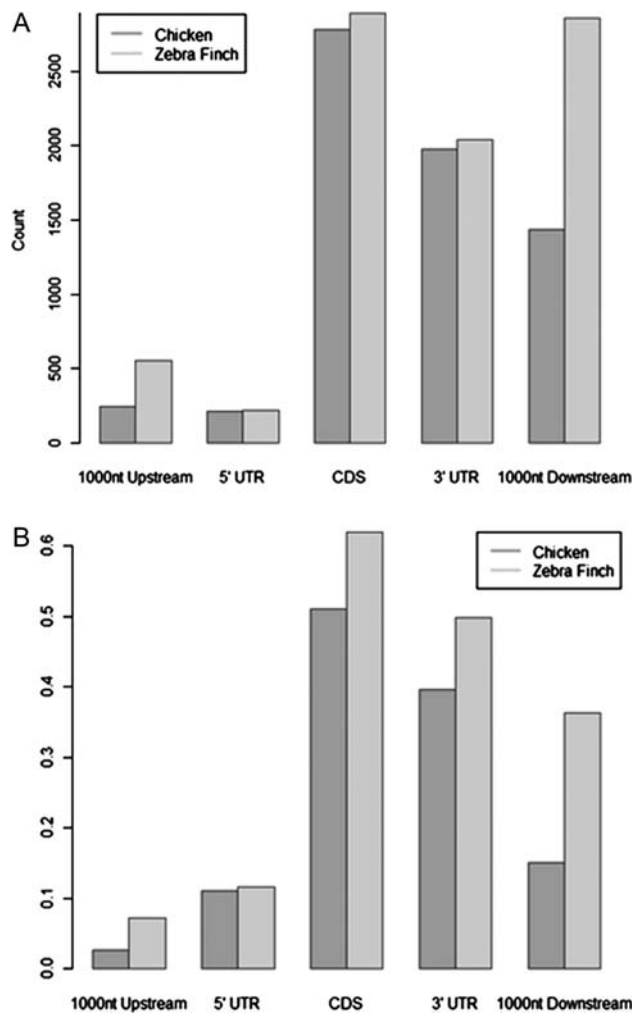 A
Chicken
Zebra Finch
Count
2500
2000
1500
1000
500
0
1000nt Upstream 5' UTR CDS 3' UTR 1000nt Downstream
B
Chicken
Zebra Finch
0.6
0.5
0.4
0.3
0.2
0.1
0.0
1000nt Upstream 5' UTR CDS 3' UTR 1000nt Downstream